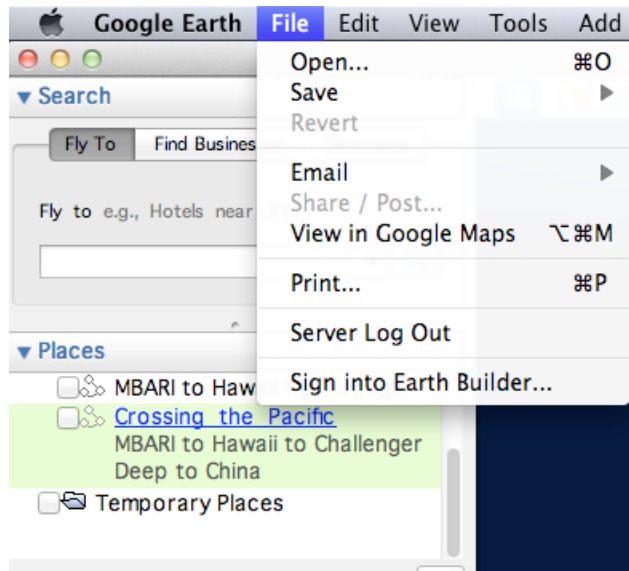 Google Earth File Edit View Tools Add
Open... ⌘O
Save
Revert
Email
Share / Post...
View in Google Maps ⌥⌘M
Print... ⌘P
Server Log Out
Sign into Earth Builder...
Search
Fly To Find Busines
Fly to e.g., Hotels near
Places
MBARI to Haw
Crossing the Pacific
MBARI to Hawaii to Challenger
Deep to China
Temporary Places